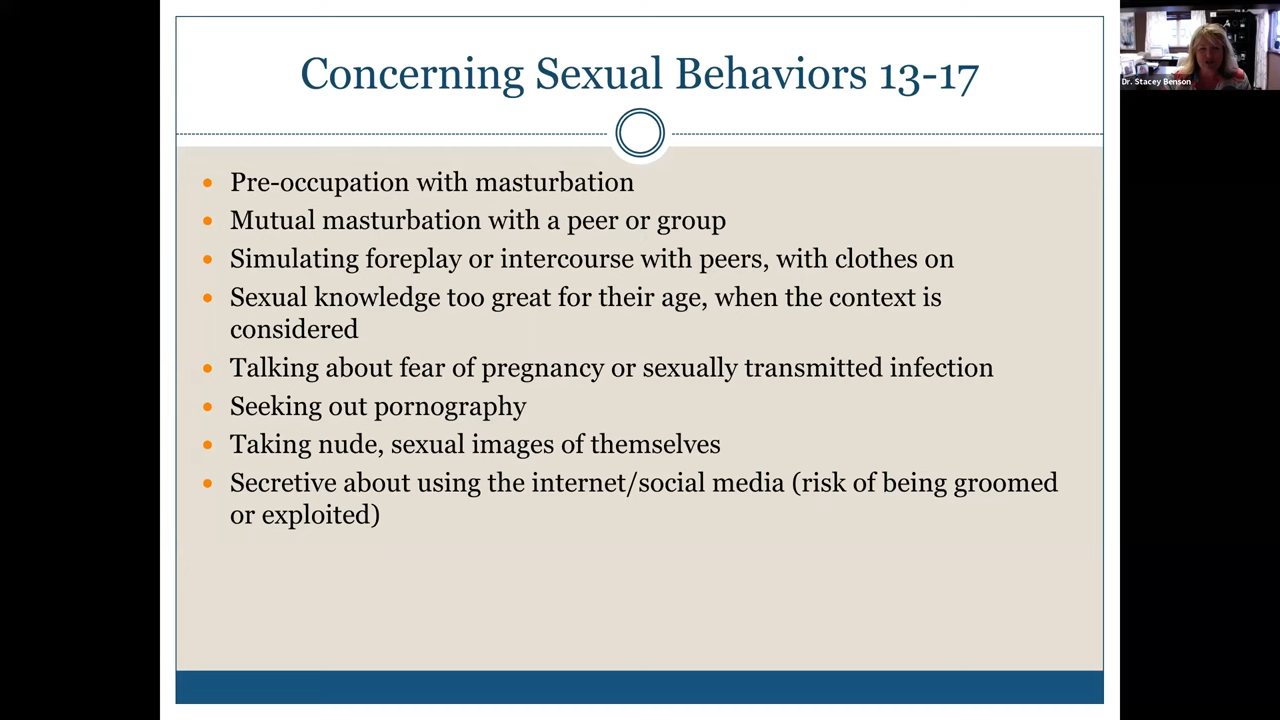 Concerning Sexual Behaviors 13-17
Dr. Stacey Benson
• Pre-occupation with masturbation
• Mutual masturbation with a peer or group
• Simulating foreplay or intercourse with peers, with clothes on
• Sexual knowledge too great for their age, when the context is
considered
• Talking about fear of pregnancy or sexually transmitted infection
• Seeking out pornography
• Taking nude, sexual images of themselves
• Secretive about using the internet/social media (risk of being groomed
or exploited)